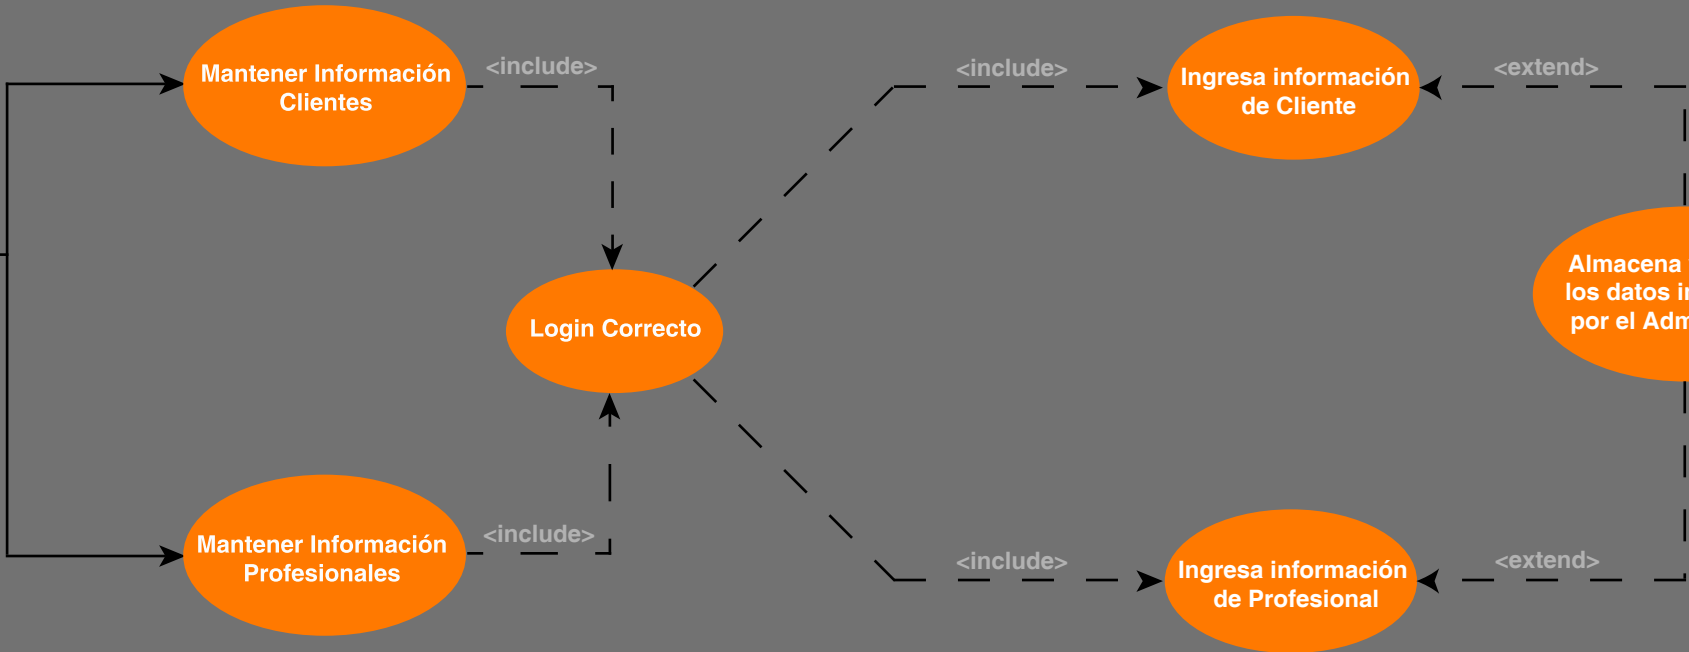 Mantener Información
Clientes
<include>
<include>
Ingresa información
de Cliente
<extend>
Almacena
los datos
por el
Login Correcto
Mantener Información
Profesionales
<include>
<include>
Ingresa información
de Profesional
<extend>